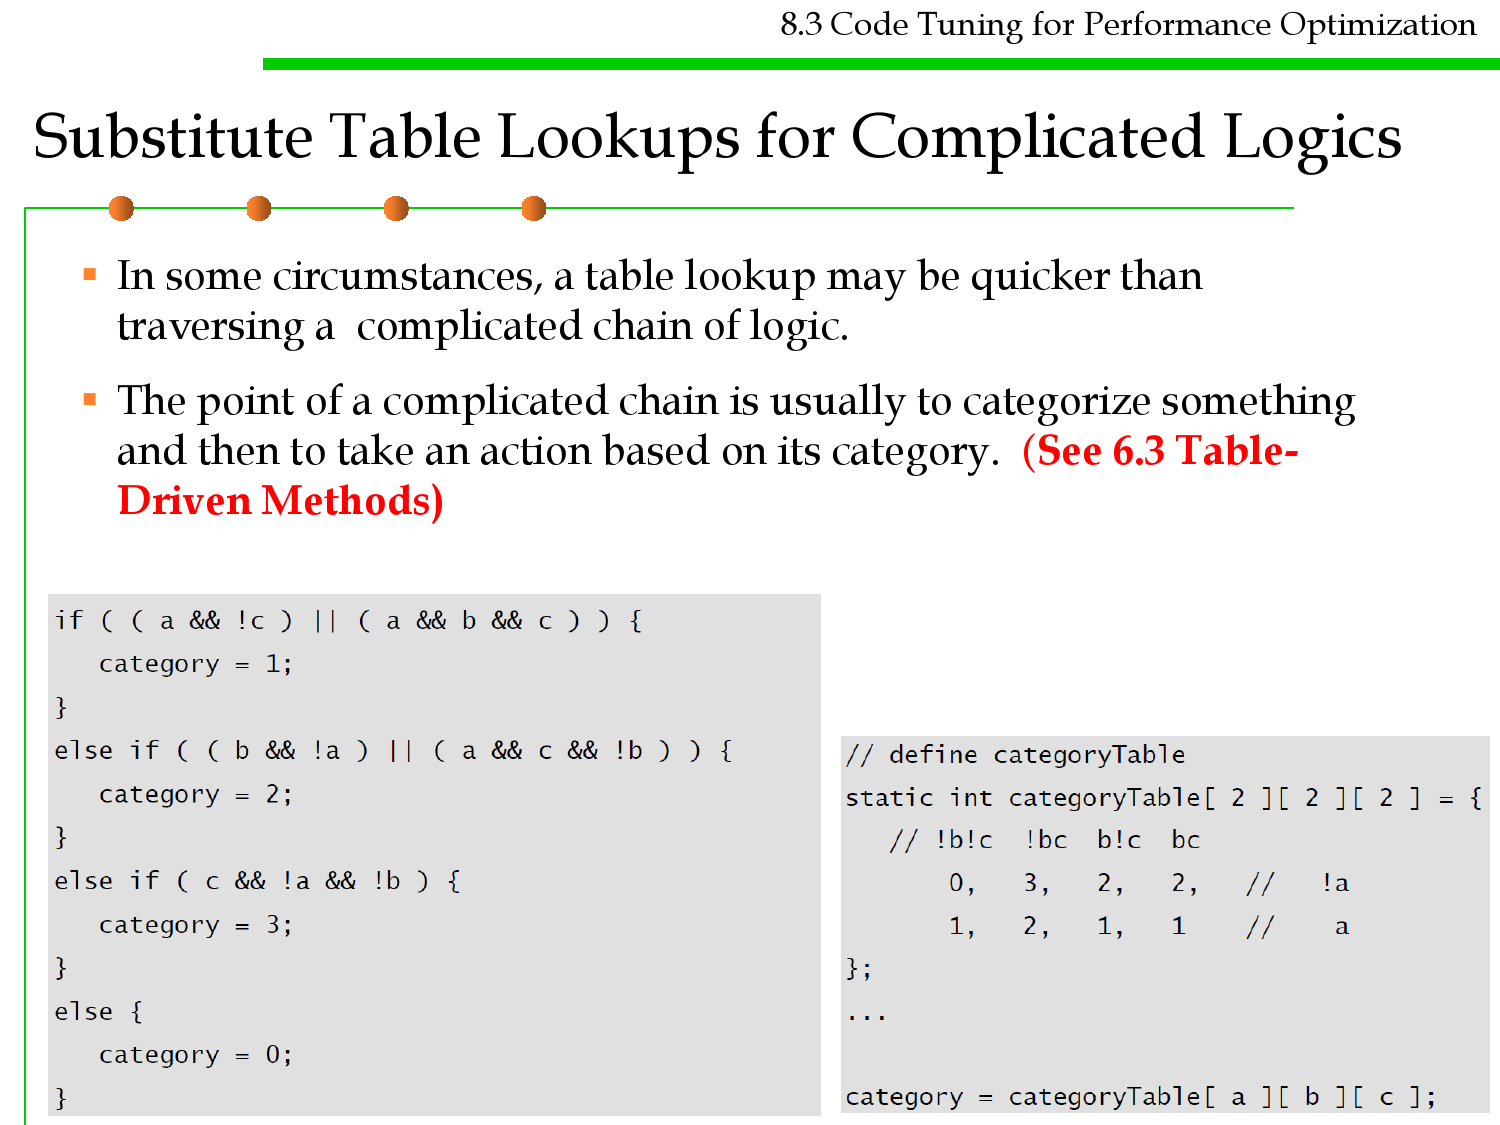 8.3 Code Tuning for Performance Optimization
Substitute Table Lookups for Complicated Logics
▪ In some circumstances, a table lookup may be quicker than
traversing a  complicated chain of logic.
▪ The point of a complicated chain is usually to categorize something
and then to take an action based on its category.  (See 6.3 Table-
Driven Methods)
if ( ( a && !c ) || ( a && b && c ) ) {
   category = 1;
}
else if ( ( b && !a ) || ( a && c && !b ) ) {
   category = 2;
}
else if ( c && !a && !b ) {
   category = 3;
}
else {
   category = 0;
}
// define categoryTable
static int categoryTable[ 2 ][ 2 ][ 2 ] = {
   // !b!c  !bc  b!c  bc
       0,   3,   2,   2,   //   !a
       1,   2,   1,   1    //    a
};
...
category = categoryTable[ a ][ b ][ c ];